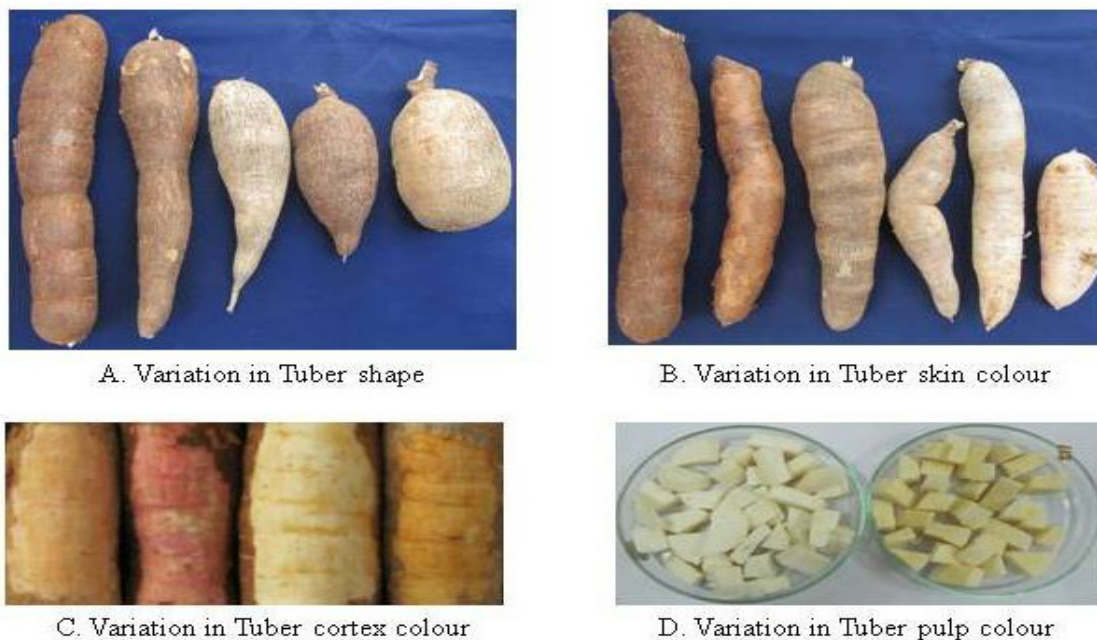 A. Variation in Tuber shape
B. Variation in Tuber skin colour
C. Variation in Tuber cortex colour
D. Variation in Tuber pulp colour